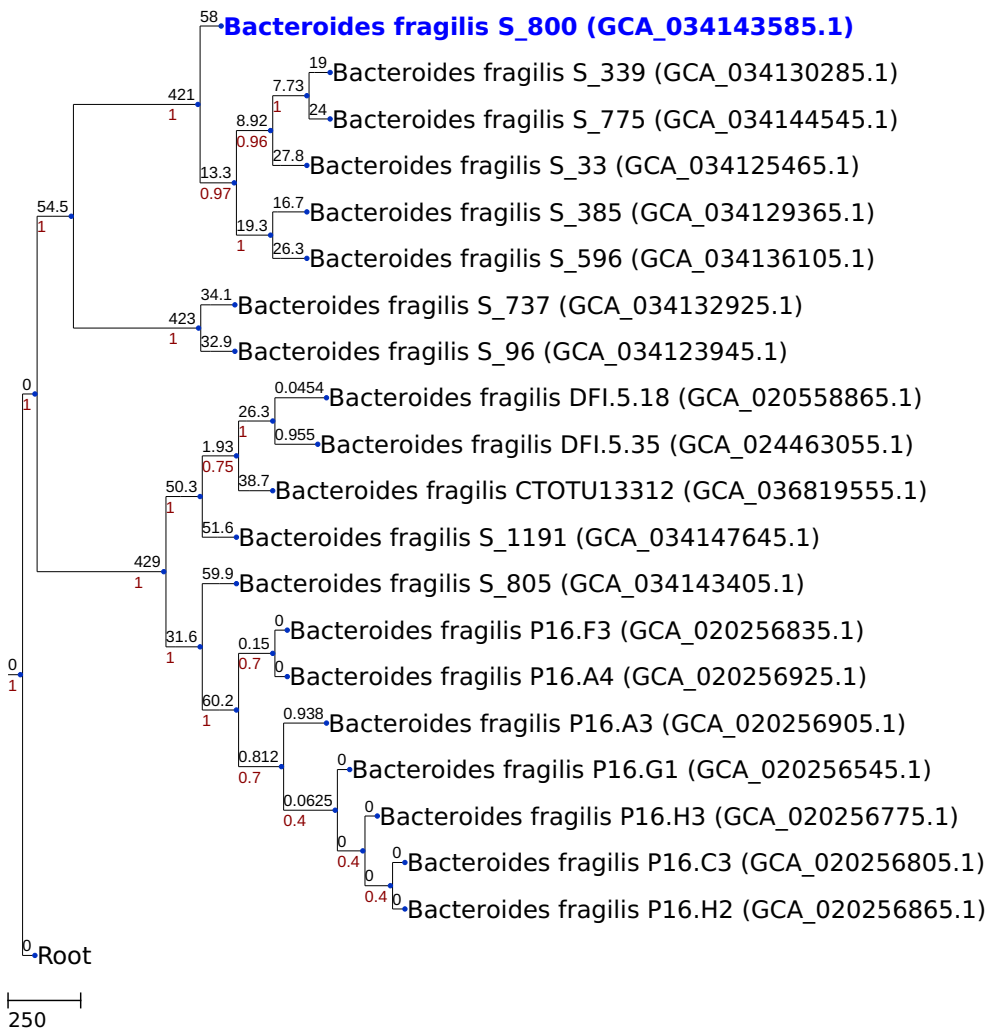 58
Bacteroides fragilis S_800 (GCA_034143585.1)
19
Bacteroides fragilis S_339 (GCA_034130285.1)
7.73
421
1
1
24
Bacteroides fragilis S_775 (GCA_034144545.1)
8.92
0.96
27.8
Bacteroides fragilis S_33 (GCA_034125465.1)
13.3
0.97
16.7
Bacteroides fragilis S_385 (GCA_034129365.1)
54.5
1
19.3
1
26.3
Bacteroides fragilis S_596 (GCA_034136105.1)
34.1
Bacteroides fragilis S_737 (GCA_034132925.1)
423
1
32.9
Bacteroides fragilis S_96 (GCA_034123945.1)
0
1
0.0454
Bacteroides fragilis DFI.5.18 (GCA_020558865.1)
26.3
1
0.955
Bacteroides fragilis DFI.5.35 (GCA_024463055.1)
1.93
0.75
38.7
Bacteroides fragilis CTOTU13312 (GCA_036819555.1)
50.3
1
51.6
Bacteroides fragilis S_1191 (GCA_034147645.1)
429
1
59.9
Bacteroides fragilis S_805 (GCA_034143405.1)
0
Bacteroides fragilis P16.F3 (GCA_020256835.1)
31.6
1
0.15
0.7
0
Bacteroides fragilis P16.A4 (GCA_020256925.1)
0
1
60.2
1
0.938
Bacteroides fragilis P16.A3 (GCA_020256905.1)
0.812
0.7
0
Bacteroides fragilis P16.G1 (GCA_020256545.1)
0.0625
0.4
0
Bacteroides fragilis P16.H3 (GCA_020256775.1)
0
0.4
0
Bacteroides fragilis P16.C3 (GCA_020256805.1)
0
0.4
0
Bacteroides fragilis P16.H2 (GCA_020256865.1)
0
Root
250